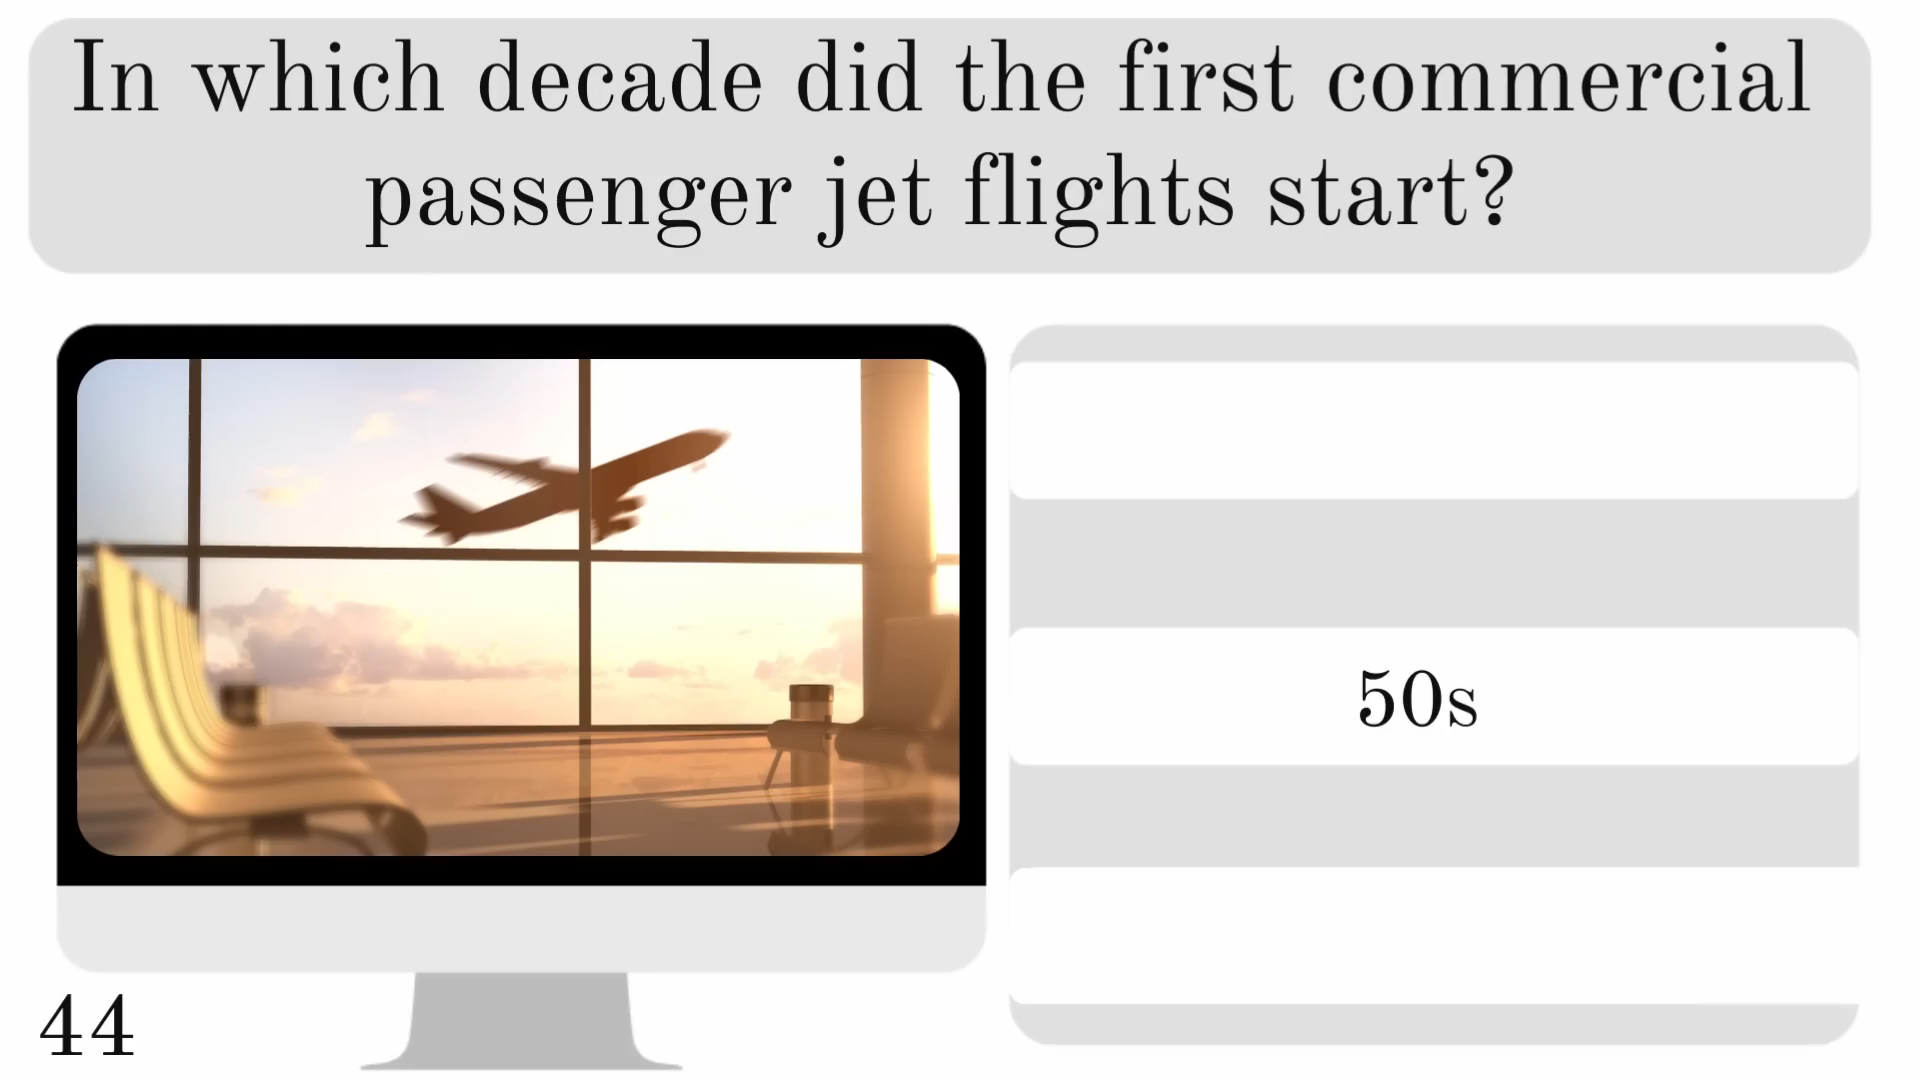 In which decade did the first commercial
passenger jet flights start?
50s
44